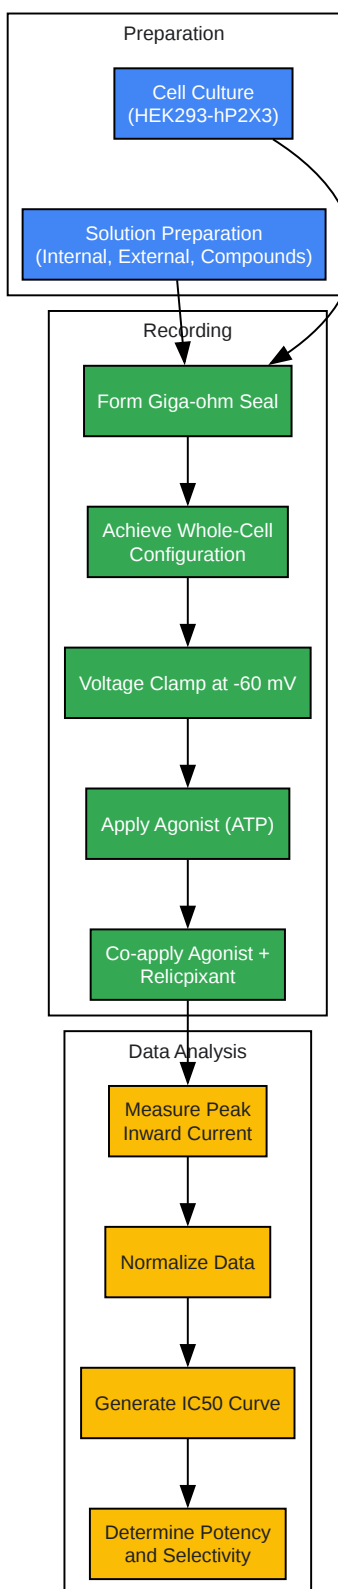 Preparation
Cell Culture
(HEK293-hP2X3)
Solution Preparation
(Internal, External, Compounds)
Recording
Form Giga-ohm Seal
Achieve Whole-Cell
Configuration
Voltage Clamp at -60 mV
Apply Agonist (ATP)
Co-apply Agonist +
Relicpixant
Data Analysis
Measure Peak
Inward Current
Normalize Data
Generate IC50 Curve
Determine Potency
and Selectivity